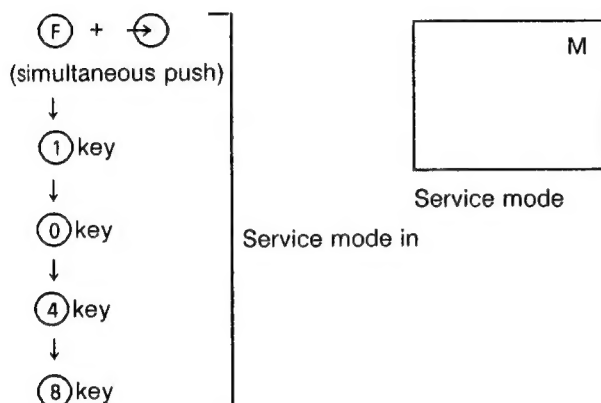 F +
(simultaneous push)
1 key
0 key
4 key
8 key
Service mode in
M
Service mode